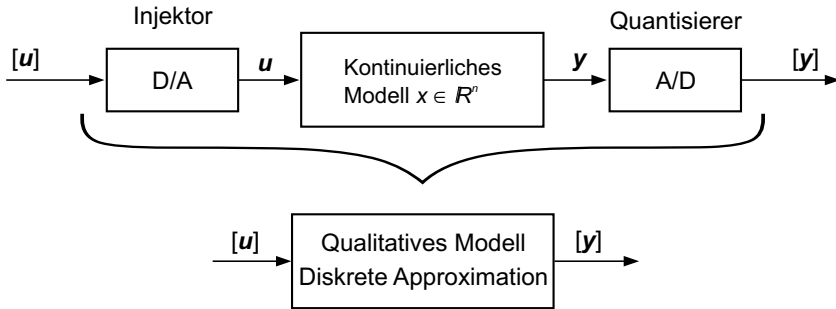 Injektor
Quantisierer
[u]
D/A
u
Kontinuierliches
Modell x ∈ ℝⁿ
y
A/D
[y]
[u]
Qualitatives Modell
Diskrete Approximation
[y]